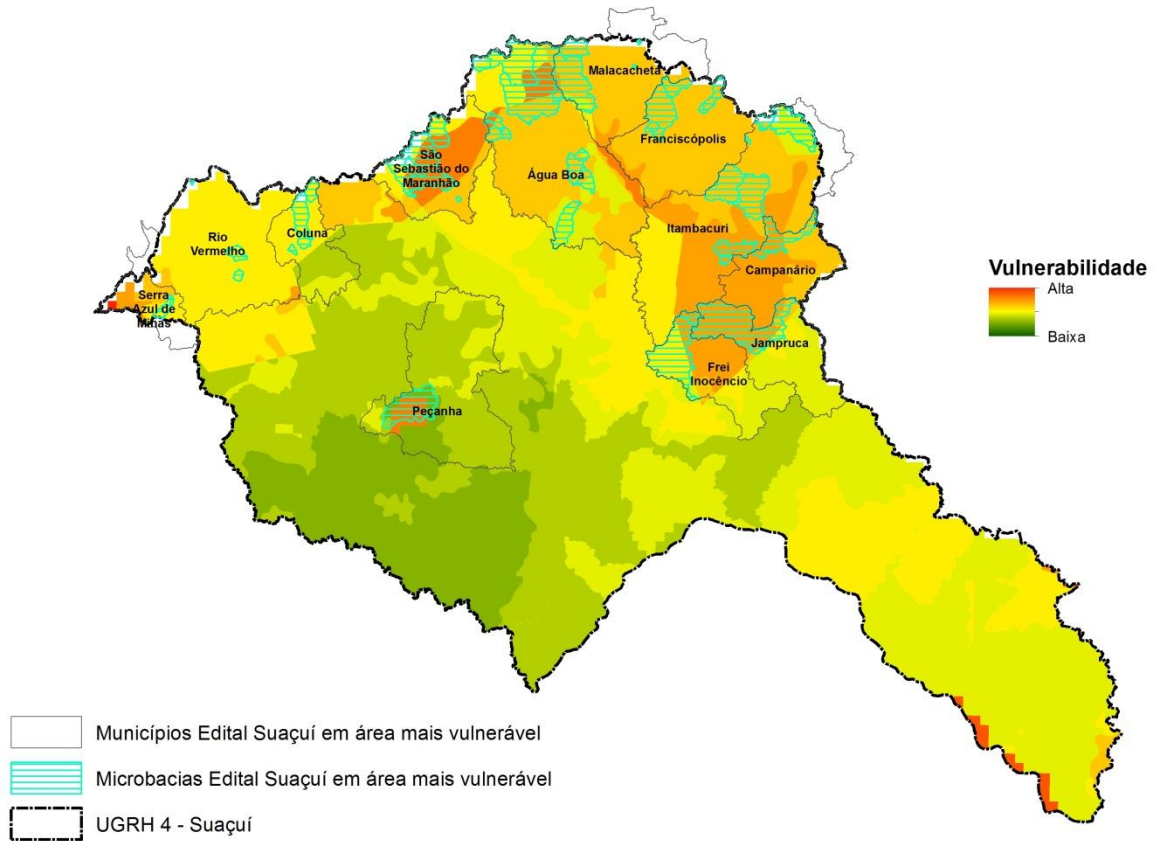 Malacacheta
Franciscópolis
São
Sebastião do
Maranhão
Água Boa
Itambacuri
Rio
Vermelho
Coluna
Campanário
Serra
Azul de
Minas
Jampruca
Frei
Inocêncio
Peçanha
Vulnerabilidade
Alta
Baixa
Municípios Edital Suaçuí em área mais vulnerável
Microbacias Edital Suaçuí em área mais vulnerável
UGRH 4 - Suaçuí